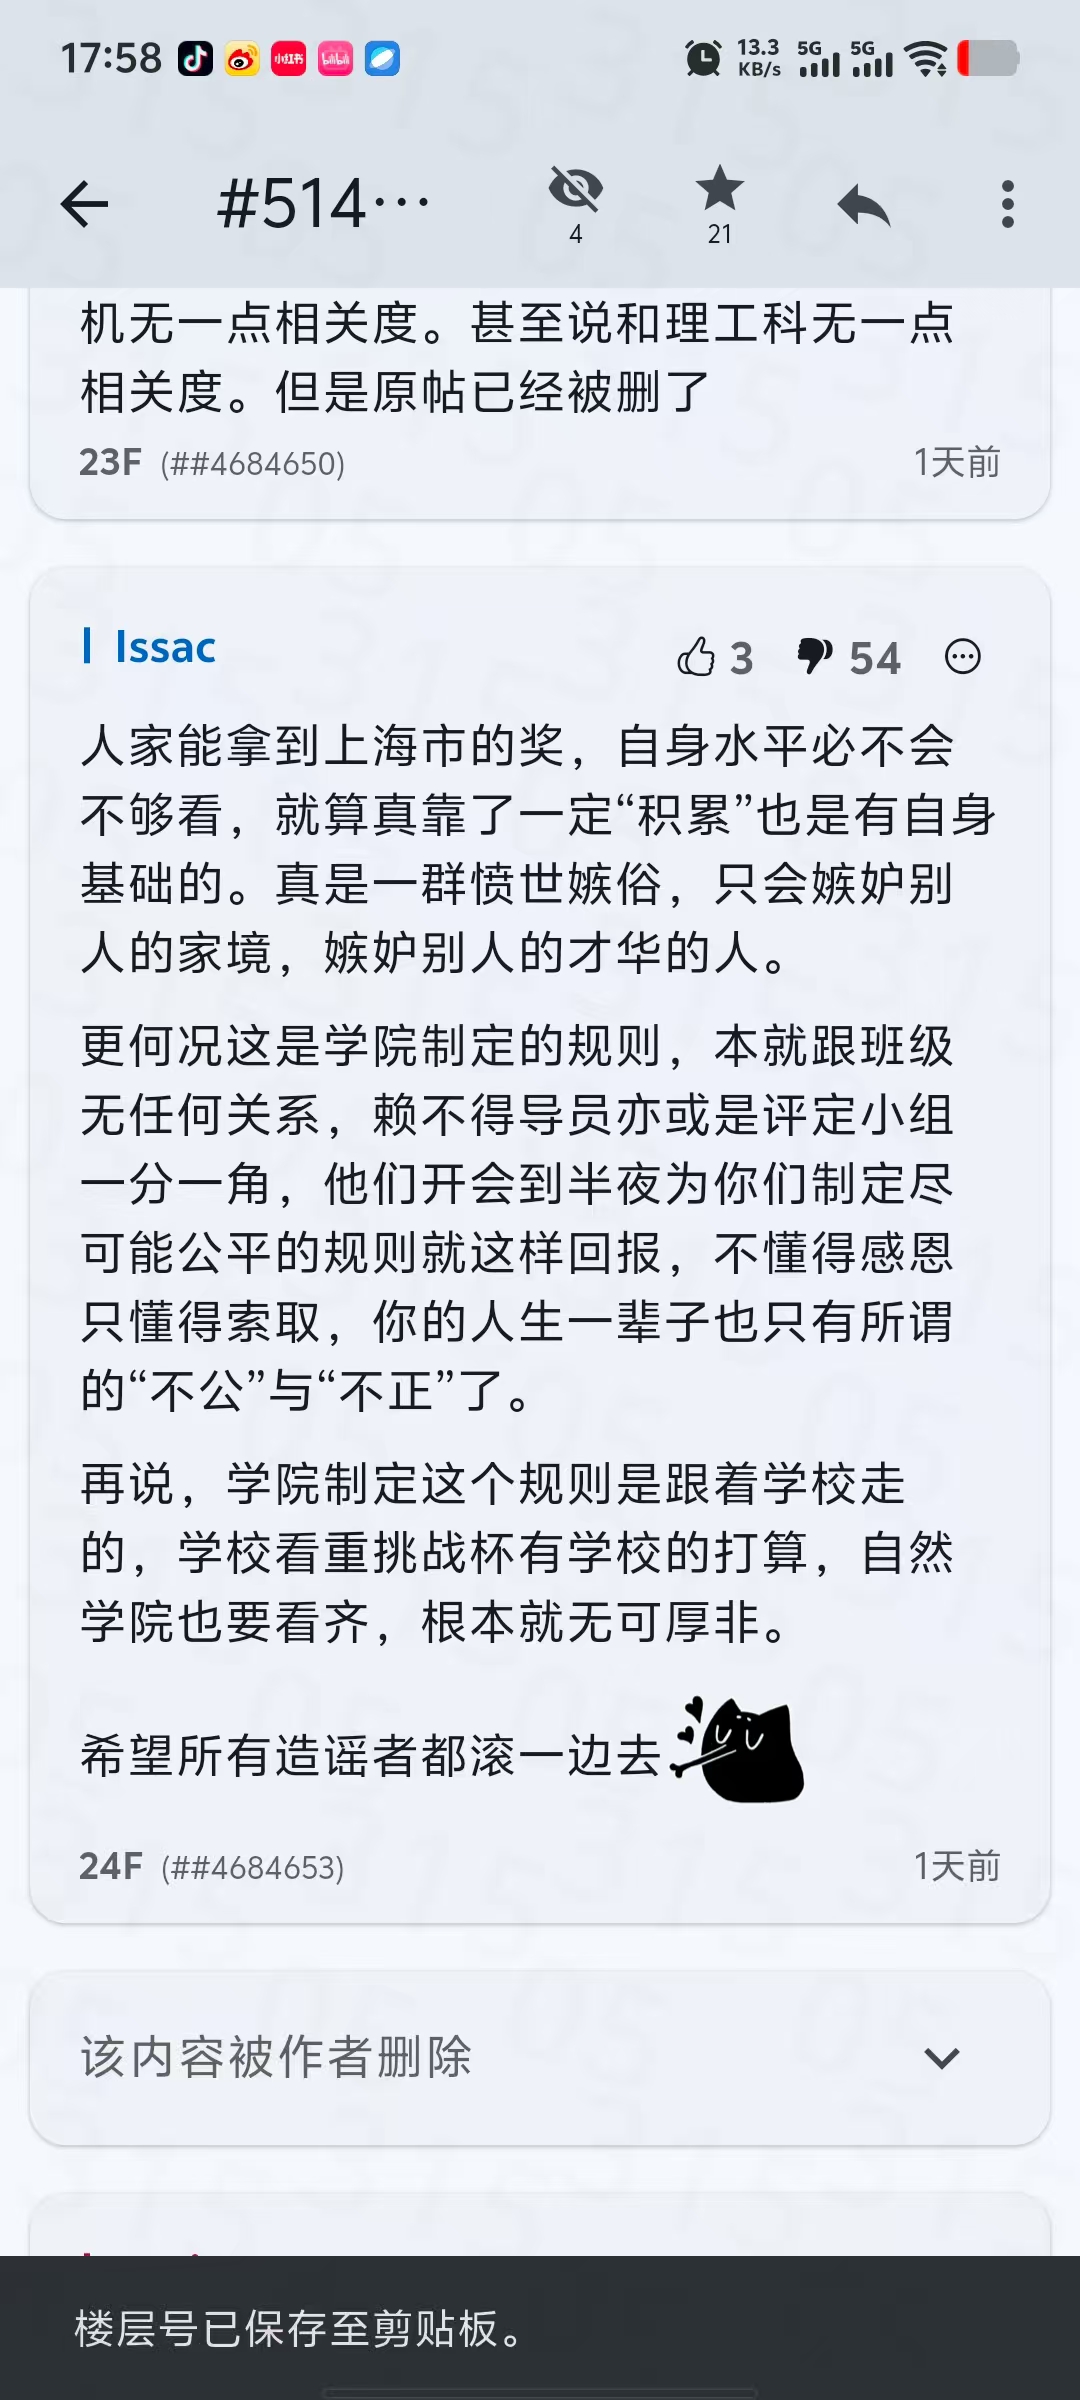 17:58
小红书
bilibili
13.3
KB/s
5G
5G
#514…
4
21
机无一点相关度。甚至说和理工科无一点
相关度。但是原帖已经被删了
23F (##4684650)
1天前
Issac
3
54
人家能拿到上海市的奖，自身水平必不会
不够看，就算真靠了一定“积累”也是有自身
基础的。真是一群愤世嫉俗，只会嫉妒别
人的家境，嫉妒别人的才华的人。
更何况这是学院制定的规则，本就跟班级
无任何关系，赖不得导员亦或是评定小组
一分一角，他们开会到半夜为你们制定尽
可能公平的规则就这样回报，不懂得感恩
只懂得索取，你的人生一辈子也只有所谓
的“不公”与“不正”了。
再说，学院制定这个规则是跟着学校走
的，学校看重挑战杯有学校的打算，自然
学院也要看齐，根本就无可厚非。
希望所有造谣者都滚一边去
24F (##4684653)
1天前
该内容被作者删除
楼层号已保存至剪贴板。